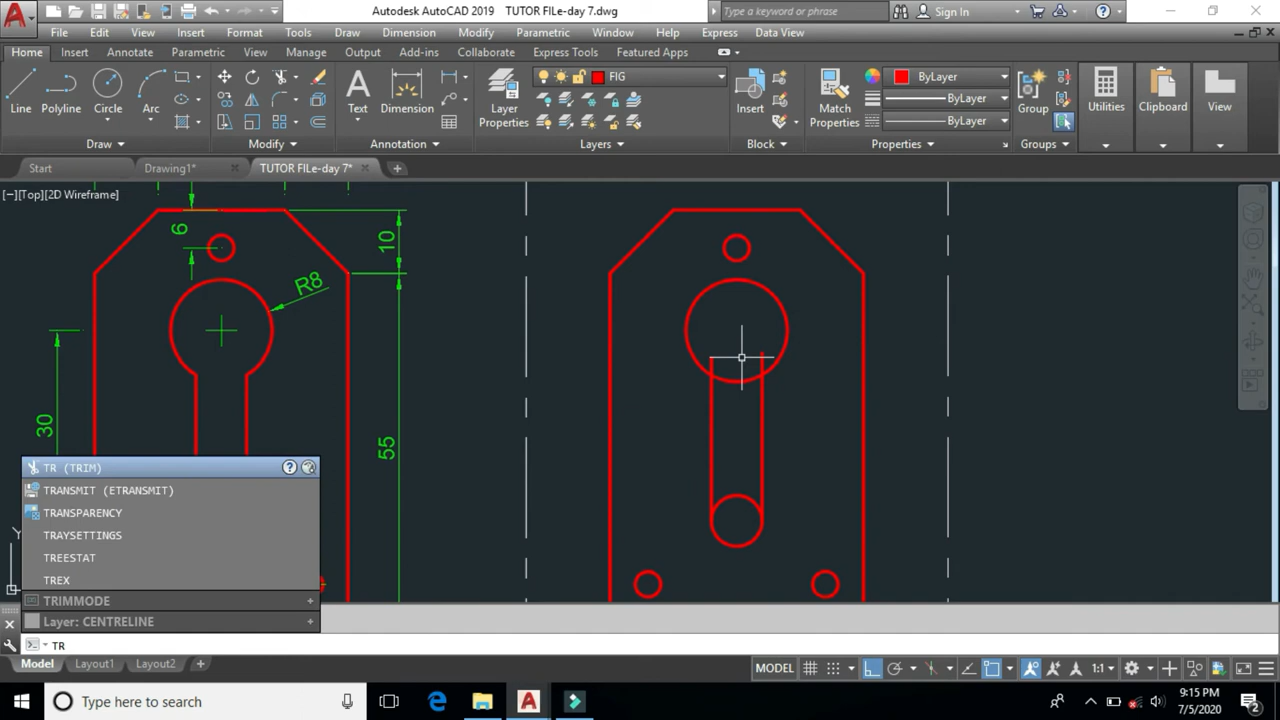 Autodesk AutoCAD 2019 TUTOR FILe-day 7.dwg
Type a keyword or phrase
Sign In
File Edit View Insert Format Tools Draw Dimension Modify Parametric Window Help Express Data View
Home Insert Annotate Parametric View Manage Output Add-ins Collaborate Express Tools Featured Apps
FIG
ByLayer
ByLayer
ByLayer
Line Polyline Circle Arc
Text Dimension
Layer
Properties
Insert
Match
Properties
Group
Utilities
Clipboard
View
Draw
Modify
Annotation
Layers
Block
Properties
Groups
Start
Drawing1*
TUTOR FILe-day 7*
[−][Top][2D Wireframe]
6
10
R8
30
55
Y
TR (TRIM)
TRANSMIT (ETRANSMIT)
TRANSPARENCY
TRAYSETTINGS
TREESTAT
TREX
TRIMMODE
Layer: CENTRELINE
TR
Model Layout1 Layout2
MODEL
1:1
Type here to search
9:15 PM
7/5/2020
2